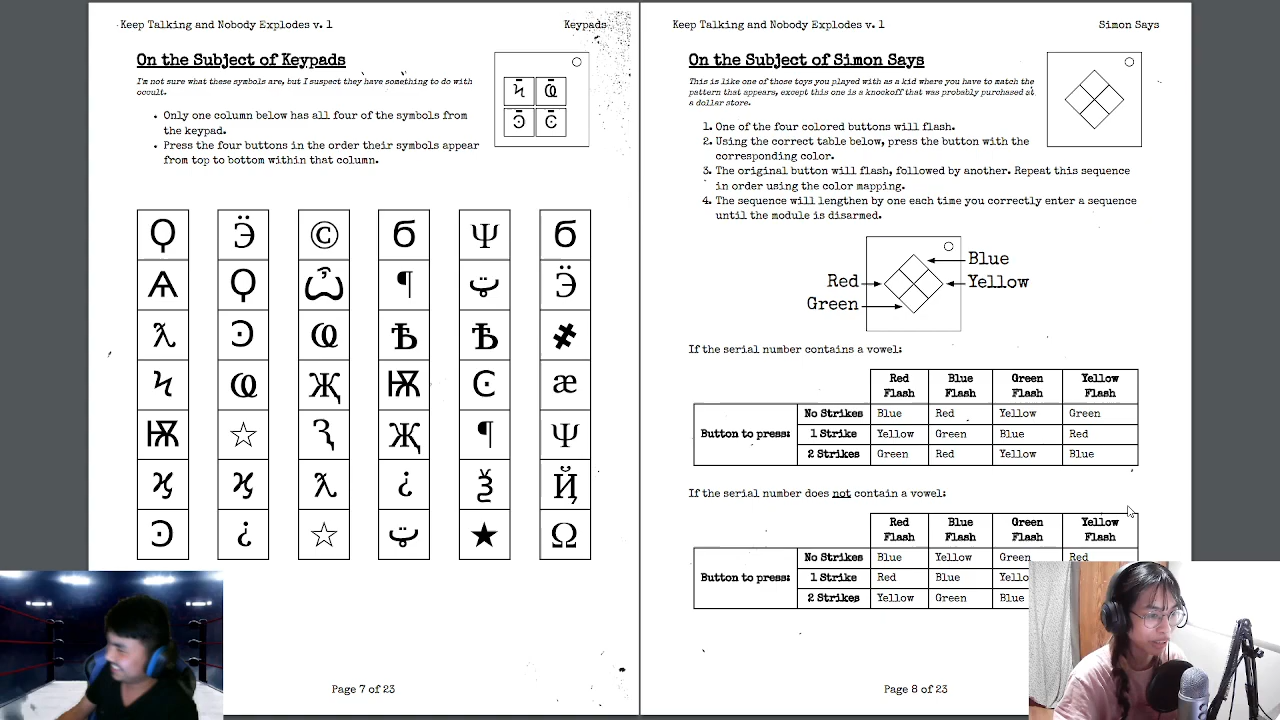 Keep Talking and Nobody Explodes v. 1
Keypads
On the Subject of Keypads
I'm not sure what these symbols are, but I suspect they have something to do with
occult.
• Only one column below has all four of the symbols from
the keypad.
• Press the four buttons in the order their symbols appear
from top to bottom within that column.
Ϟ Ѽ
Ͽ Ͼ
Ϙ Ӭ © б Ψ б
Ѧ Ϙ Ѽ ¶ ټ Ӭ
ƛ Ͽ Ѽ Ѣ Ѣ ҂
Ϟ Ѽ Җ Ѭ Ͼ æ
Ѭ ☆ Ԇ Җ ¶ Ψ
ϗ ϗ ƛ ¿ Ѯ Ҋ
Ͽ ¿ ☆ ټ ★ Ω
Page 7 of 23
Keep Talking and Nobody Explodes v. 1
Simon Says
On the Subject of Simon Says
This is like one of those toys you played with as a kid where you have to match the
pattern that appears, except this one is a knockoff that was probably purchased at
a dollar store.
1. One of the four colored buttons will flash.
2. Using the correct table below, press the button with the
corresponding color.
3. The original button will flash, followed by another. Repeat this sequence
in order using the color mapping.
4. The sequence will lengthen by one each time you correctly enter a sequence
until the module is disarmed.
Blue
Red
Yellow
Green
If the serial number contains a vowel:
Red Flash Blue Flash Green Flash Yellow Flash
Button to press:
No Strikes Blue Red Yellow Green
1 Strike Yellow Green Blue Red
2 Strikes Green Red Yellow Blue
If the serial number does not contain a vowel:
Red Flash Blue Flash Green Flash Yellow Flash
Button to press:
No Strikes Blue Yellow Green Red
1 Strike Red Blue
2 Strikes Yellow Green Blue
Page 8 of 23